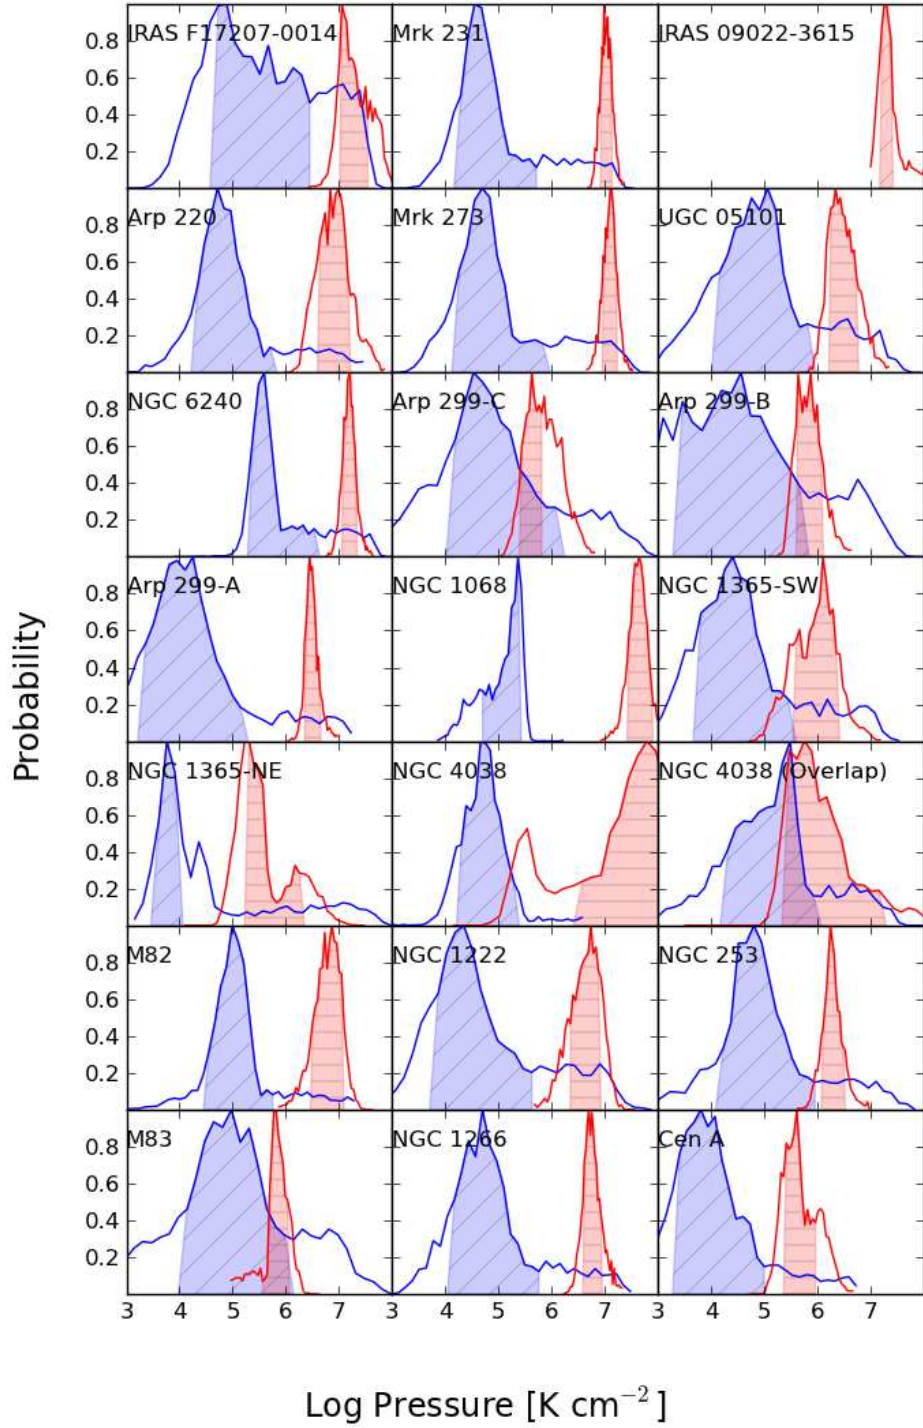 IRAS F17207-0014 Mrk 231 IRAS 09022-3615
0.8
0.6
0.4
0.2
Arp 220 Mrk 273 UGC 05101
0.8
0.6
0.4
0.2
NGC 6240 Arp 299-C Arp 299-B
0.8
0.6
0.4
0.2
Arp 299-A NGC 1068 NGC 1365-SW
0.8
0.6
0.4
0.2
Probability
NGC 1365-NE NGC 4038 NGC 4038 (Overlap)
0.8
0.6
0.4
0.2
M82 NGC 1222 NGC 253
0.8
0.6
0.4
0.2
M83 NGC 1266 Cen A
0.8
0.6
0.4
0.2
3 4 5 6 7 3 4 5 6 7 3 4 5 6 7
Log Pressure [K cm⁻²]